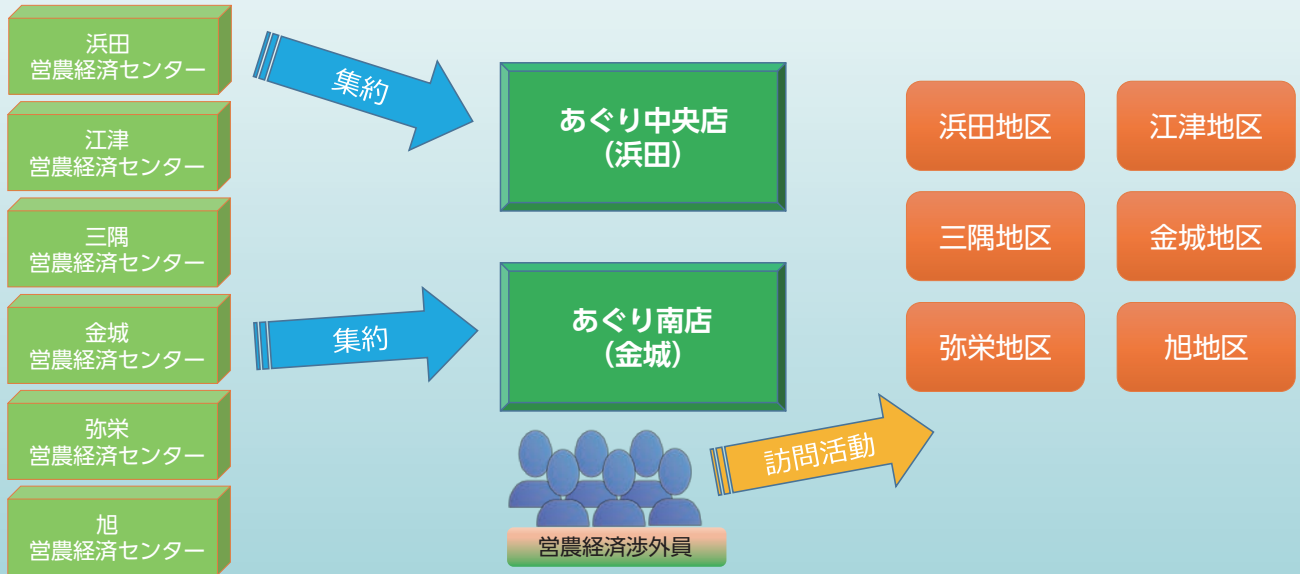 浜田
営農経済センター
江津
営農経済センター
三隅
営農経済センター
金城
営農経済センター
弥栄
営農経済センター
旭
営農経済センター
集約
集約
あぐり中央店
(浜田)
あぐり南店
(金城)
営農経済渉外員
訪問活動
浜田地区
江津地区
三隅地区
金城地区
弥栄地区
旭地区